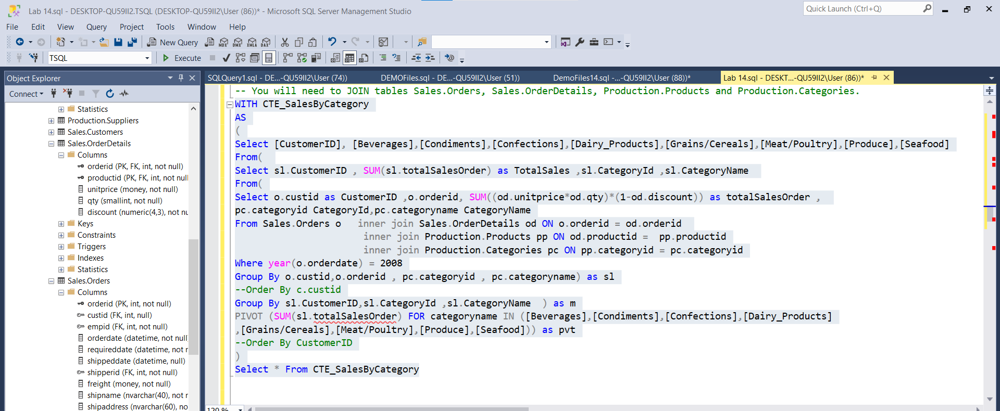 Lab 14.sql - DESKTOP-QU59II2.TSQL (DESKTOP-QU59II2\User (86))* - Microsoft SQL Server Management Studio
Quick Launch (Ctrl+Q)
File Edit View Query Project Tools Window Help
New Query MDX DMX XMLA DAX
TSQL Execute
Object Explorer
Connect
Statistics
Production.Suppliers
Sales.Customers
Sales.OrderDetails
Columns
orderid (PK, FK, int, not null)
productid (PK, FK, int, not null
unitprice (money, not null)
qty (smallint, not null)
discount (numeric(4,3), not nu
Keys
Constraints
Triggers
Indexes
Statistics
Sales.Orders
Columns
orderid (PK, int, not null)
custid (FK, int, null)
empid (FK, int, not null)
orderdate (datetime, not null
requireddate (datetime, not r
shippeddate (datetime, null)
shipperid (FK, int, not null)
freight (money, not null)
shipname (nvarchar(40), not r
shipaddress (nvarchar(60), no
SQLQuery1.sql - DE...-QU59II2\User (74)) DEMOFiles.sql - DE...-QU59II2\User (51)) DemoFiles14.sql -...-QU59II2\User (88))* Lab 14.sql - DESKT...-QU59II2\User (86))*
-- You will need to JOIN tables Sales.Orders, Sales.OrderDetails, Production.Products and Production.Categories.
WITH CTE_SalesByCategory
AS
(
Select [CustomerID], [Beverages],[Condiments],[Confections],[Dairy_Products],[Grains/Cereals],[Meat/Poultry],[Produce],[Seafood]
From(
Select sl.CustomerID , SUM(sl.totalSalesOrder) as TotalSales ,sl.CategoryId ,sl.CategoryName
From(
Select o.custid as CustomerID ,o.orderid, SUM((od.unitprice*od.qty)*(1-od.discount)) as totalSalesOrder ,
pc.categoryid CategoryId,pc.categoryname CategoryName
From Sales.Orders o inner join Sales.OrderDetails od ON o.orderid = od.orderid
inner join Production.Products pp ON od.productid = pp.productid
inner join Production.Categories pc ON pp.categoryid = pc.categoryid
Where year(o.orderdate) = 2008
Group By o.custid,o.orderid , pc.categoryid , pc.categoryname) as sl
--Order By c.custid
Group By sl.CustomerID,sl.CategoryId ,sl.CategoryName ) as m
PIVOT (SUM(sl.totalSalesOrder) FOR categoryname IN ([Beverages],[Condiments],[Confections],[Dairy_Products]
,[Grains/Cereals],[Meat/Poultry],[Produce],[Seafood])) as pvt
--Order By CustomerID
)
Select * From CTE_SalesByCategory
120 %